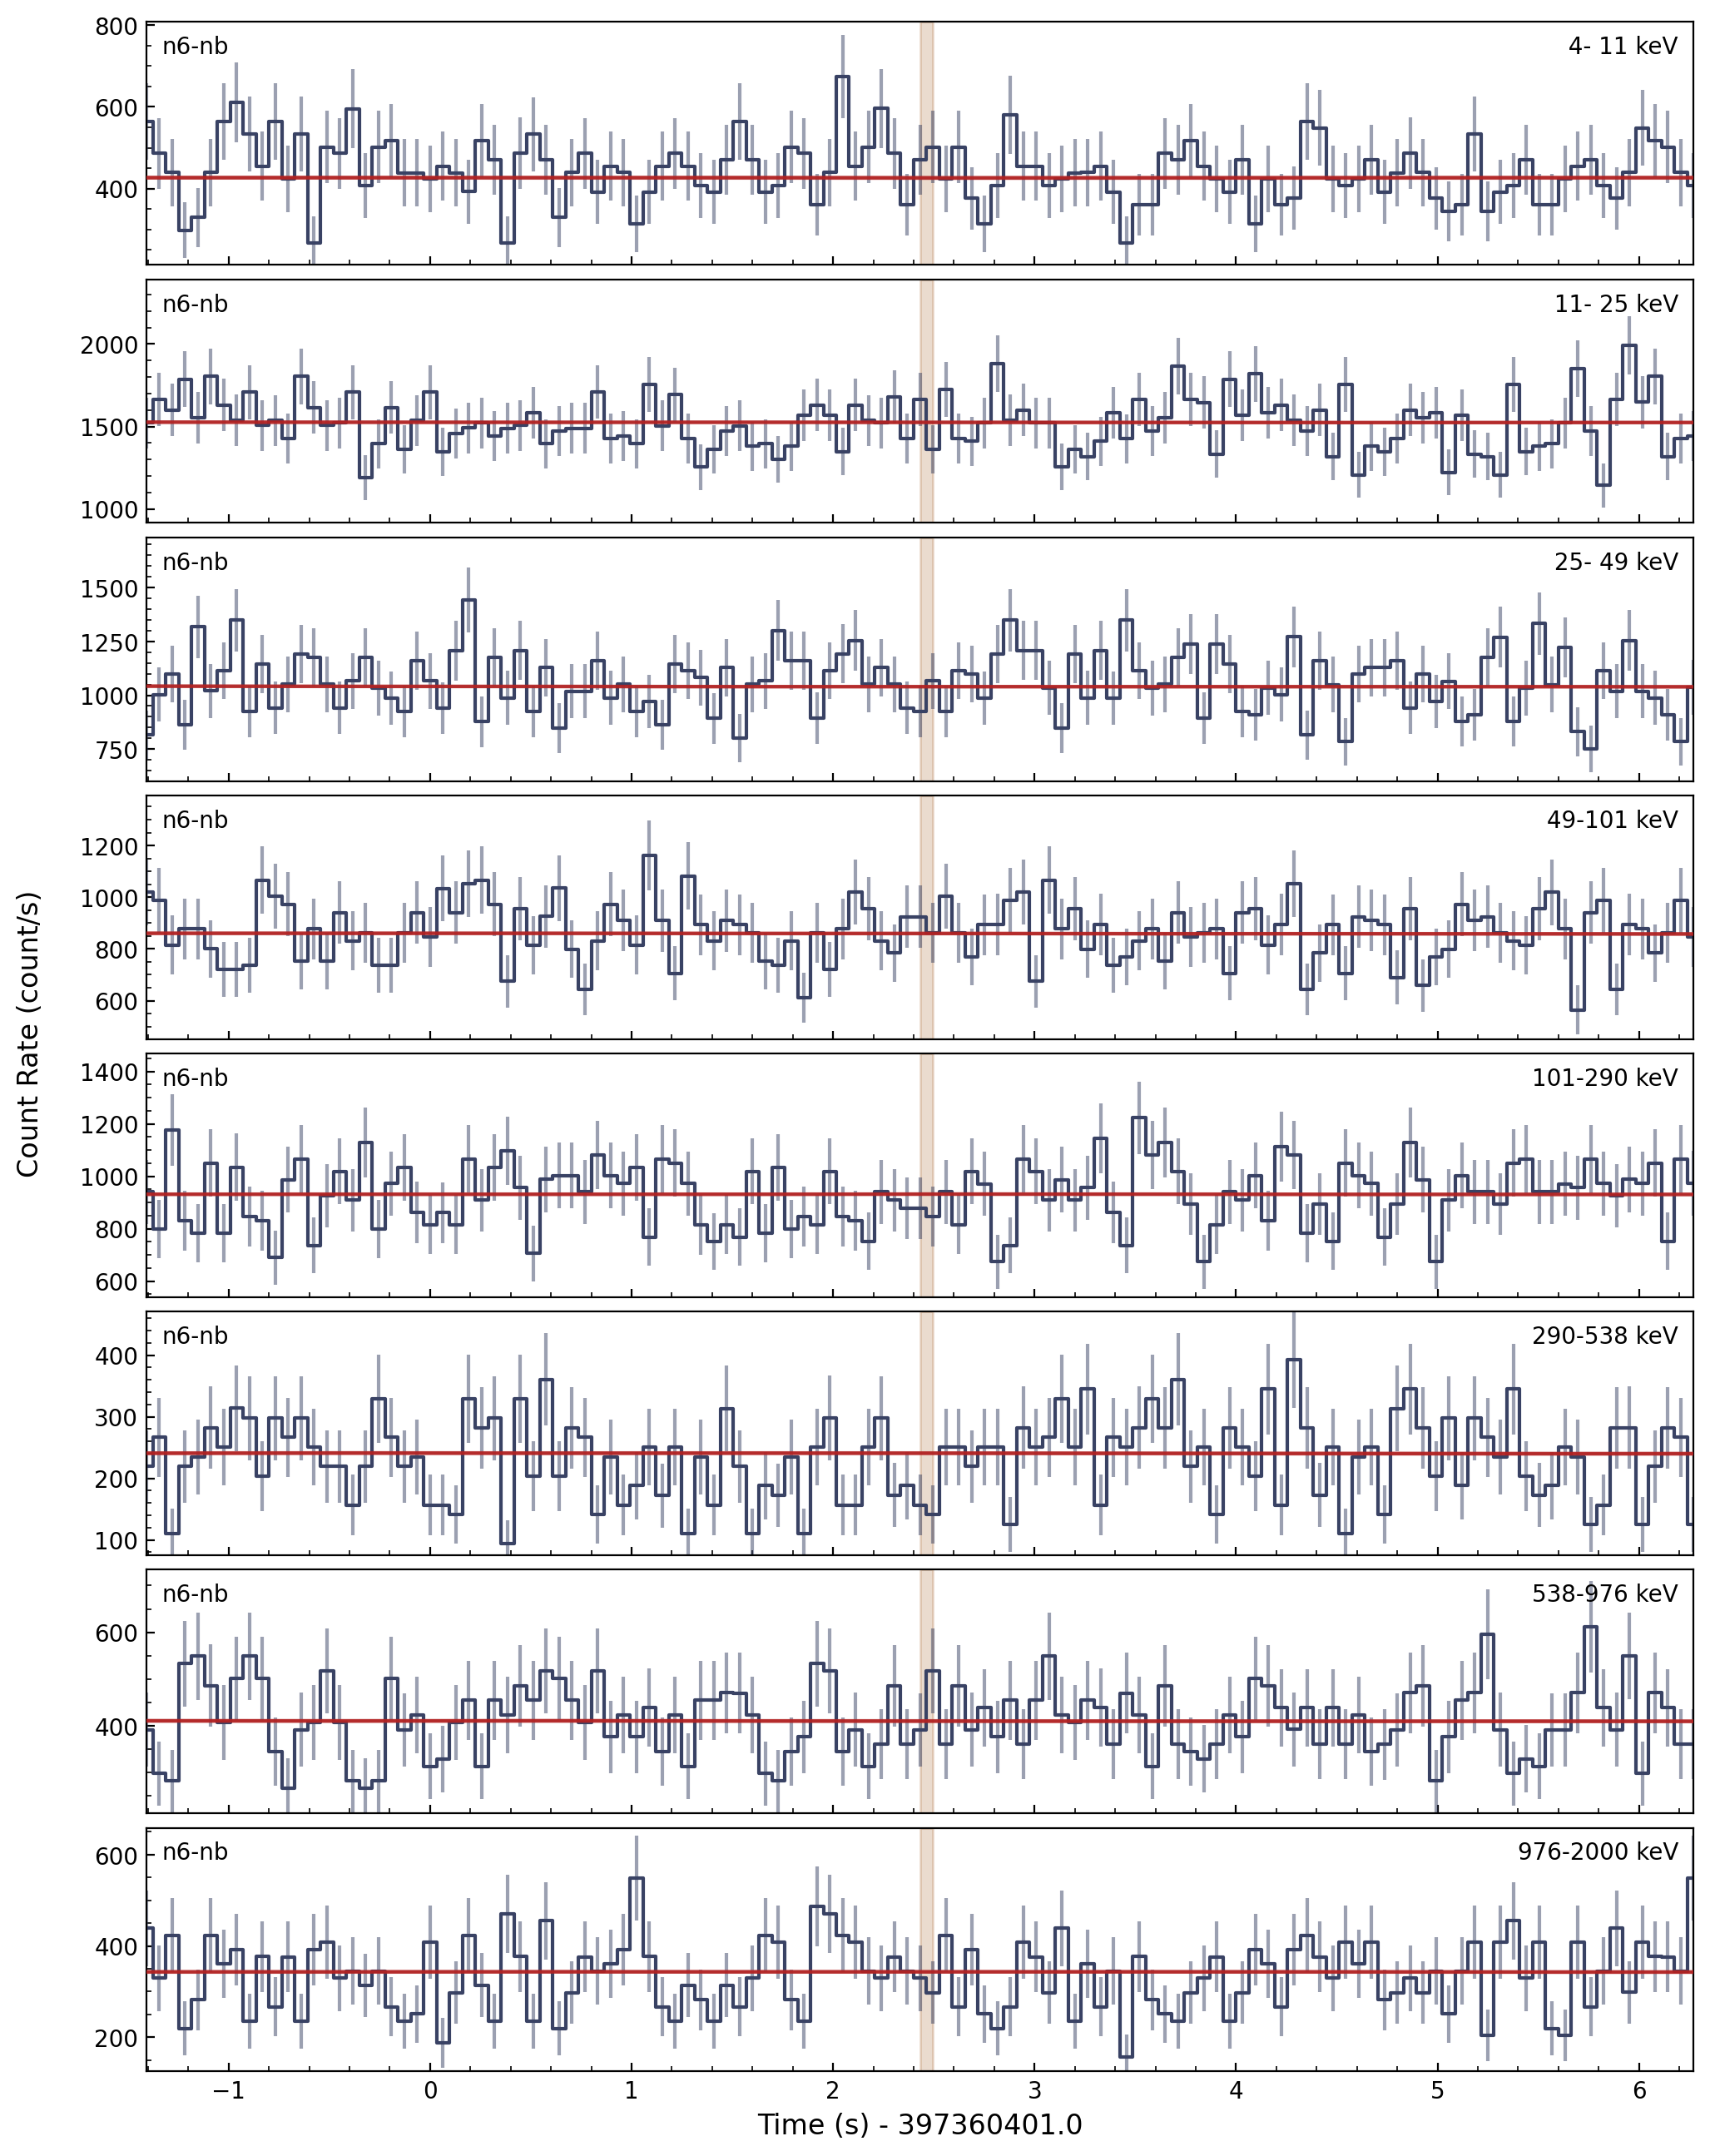 800
n6-nb
4- 11 keV
600
400
n6-nb
11- 25 keV
2000
1500
1000
n6-nb
25- 49 keV
1500
1250
1000
750
n6-nb
49-101 keV
1200
1000
800
600
1400
n6-nb
101-290 keV
1200
1000
800
600
n6-nb
290-538 keV
400
300
200
100
n6-nb
538-976 keV
600
400
n6-nb
976-2000 keV
600
400
200
Count Rate (count/s)
−1 0 1 2 3 4 5 6
Time (s) - 397360401.0